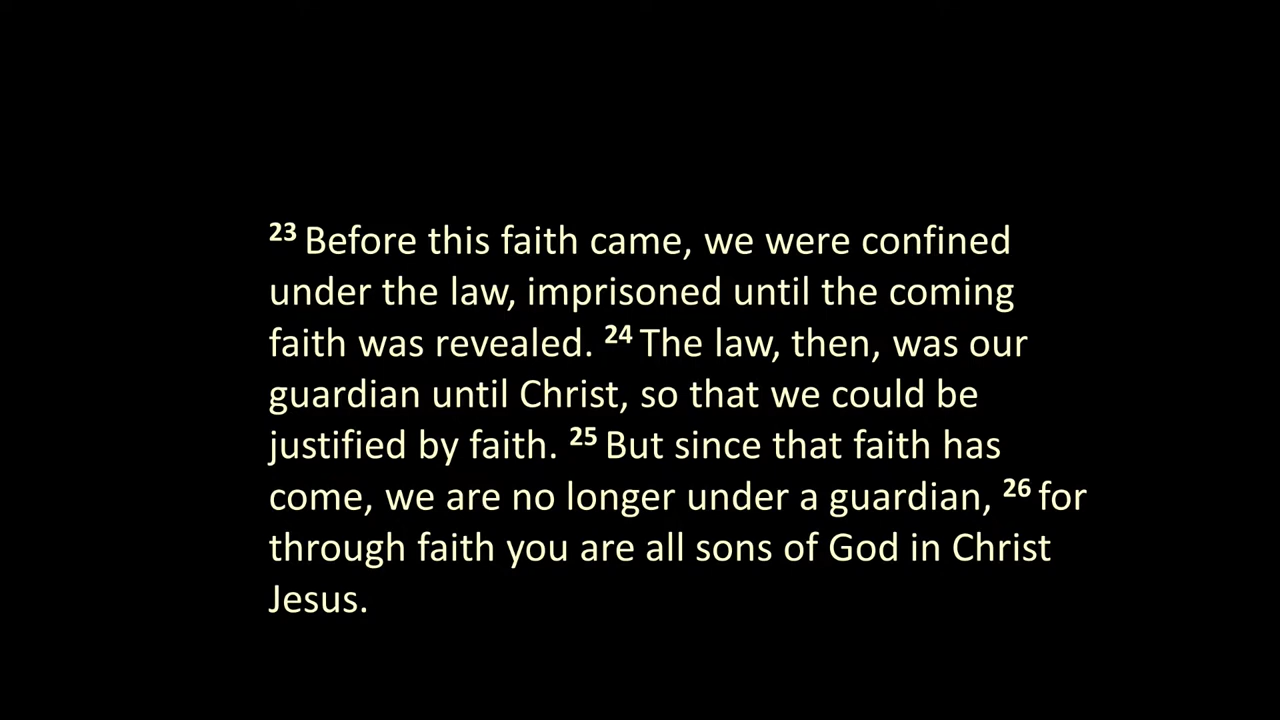 23 Before this faith came, we were confined
under the law, imprisoned until the coming
faith was revealed. 24 The law, then, was our
guardian until Christ, so that we could be
justified by faith. 25 But since that faith has
come, we are no longer under a guardian, 26 for
through faith you are all sons of God in Christ
Jesus.